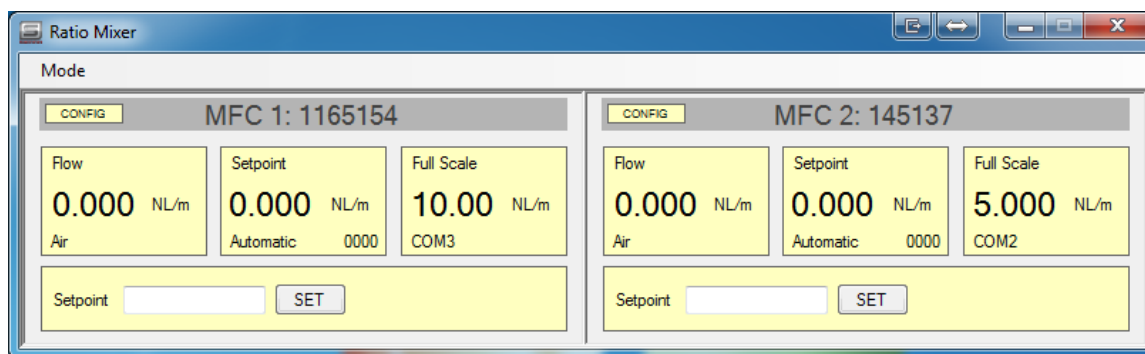 Ratio Mixer
Mode
CONFIG MFC 1: 1165154
Flow Setpoint Full Scale
0.000 NL/m 0.000 NL/m 10.00 NL/m
Air Automatic 0000 COM3
Setpoint SET
CONFIG MFC 2: 145137
Flow Setpoint Full Scale
0.000 NL/m 0.000 NL/m 5.000 NL/m
Air Automatic 0000 COM2
Setpoint SET